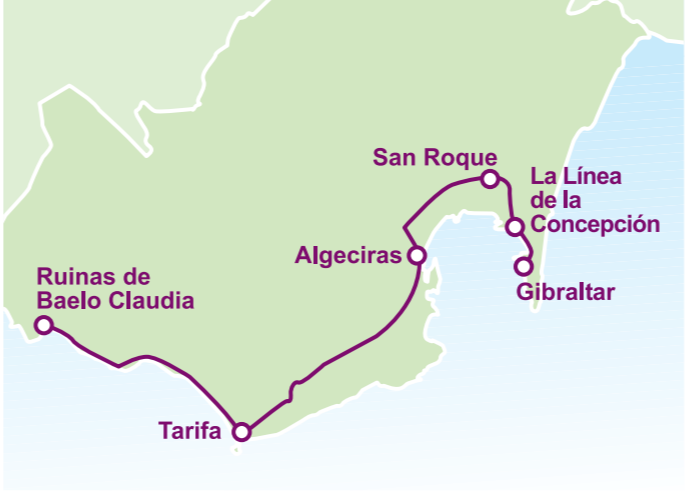 San Roque
La Línea
de la
Concepción
Algeciras
Gibraltar
Ruinas de
Baelo Claudia
Tarifa